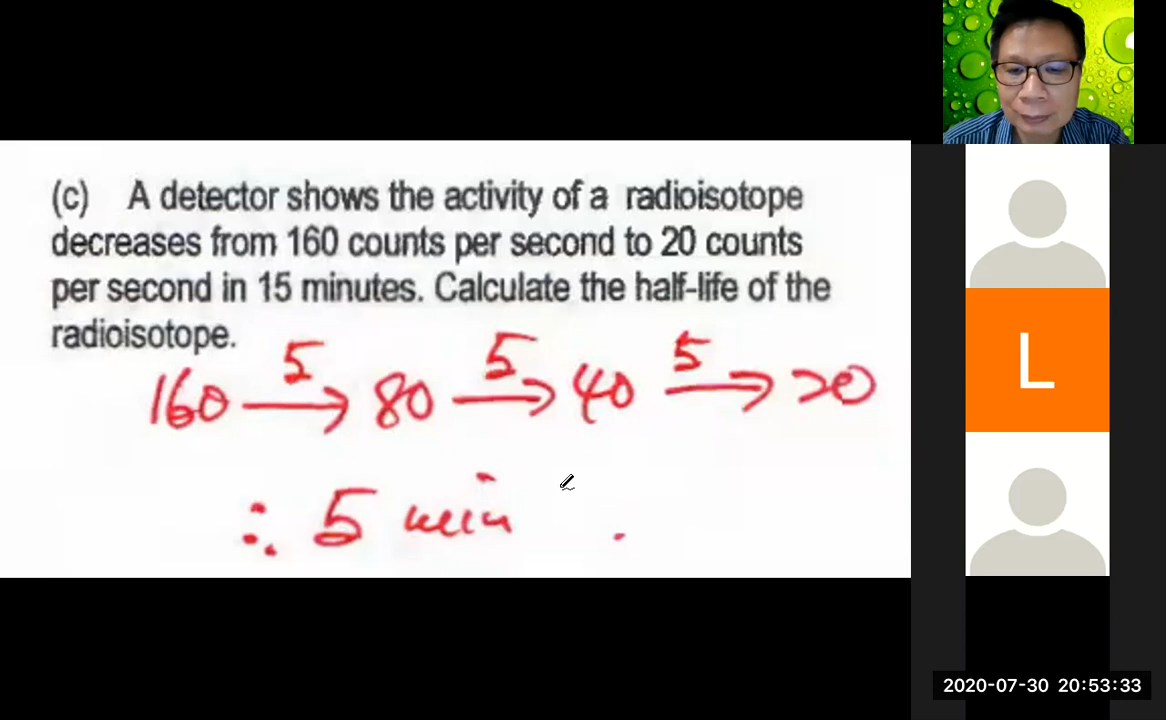 (c) A detector shows the activity of a radioisotope
decreases from 160 counts per second to 20 counts
per second in 15 minutes. Calculate the half-life of the
radioisotope.
5 5 5
160 → 80 → 40 → 20
∴ 5 min
L
2020-07-30 20:53:33